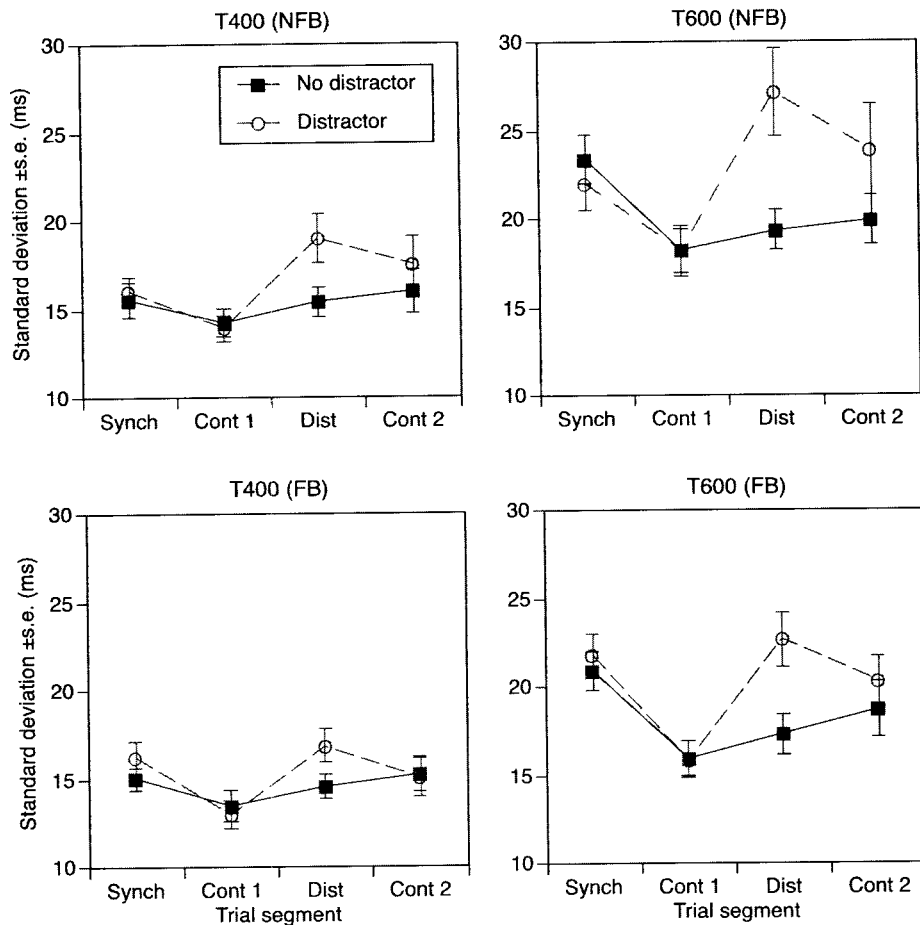 T400 (NFB)
Standard deviation ±s.e. (ms)
30
25
20
15
10
No distractor
Distractor
Synch Cont 1 Dist Cont 2
T600 (NFB)
30
25
20
15
10
Synch Cont 1 Dist Cont 2
T400 (FB)
Standard deviation ±s.e. (ms)
30
25
20
15
10
Synch Cont 1 Dist Cont 2
Trial segment
T600 (FB)
30
25
20
15
10
Synch Cont 1 Dist Cont 2
Trial segment